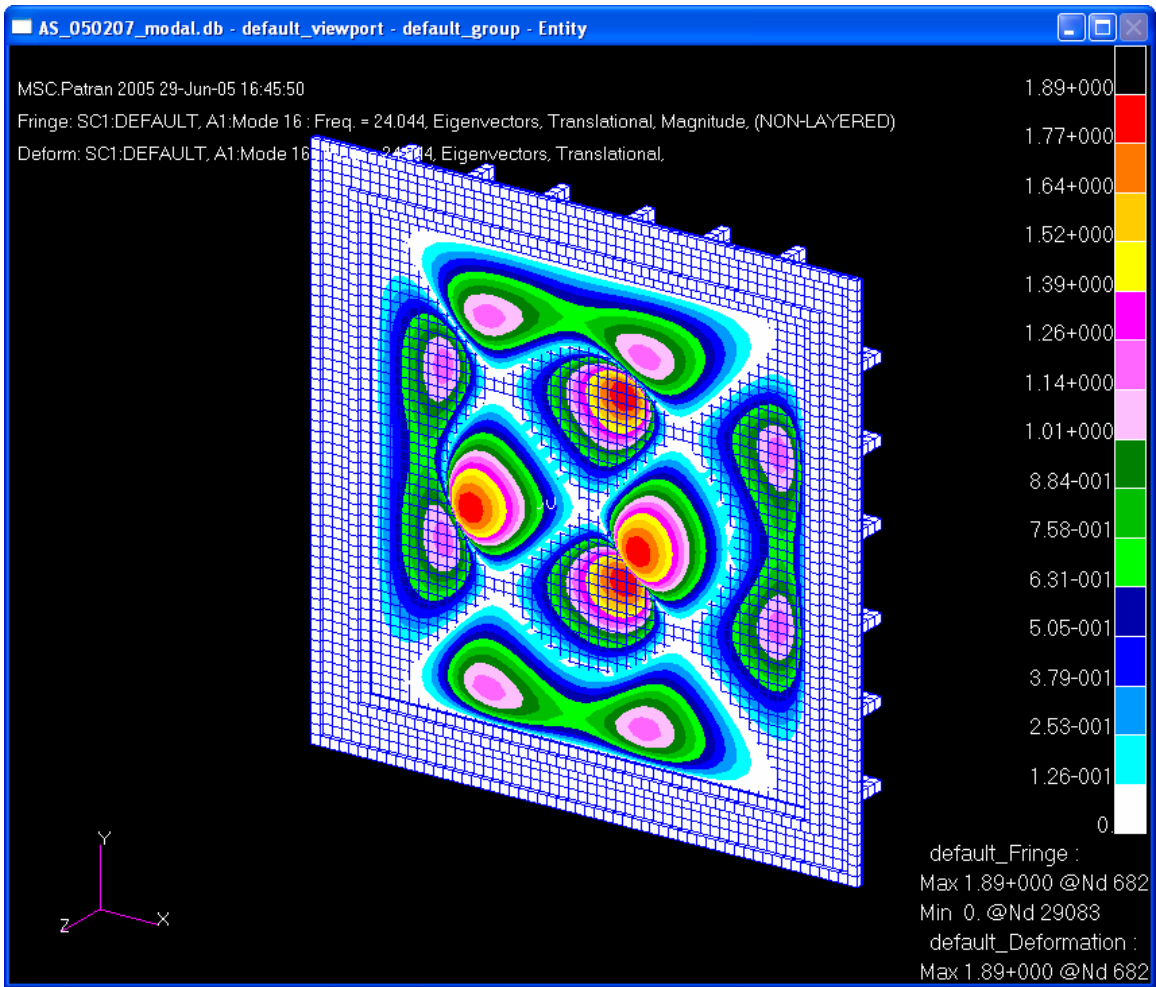 AS_050207_modal.db - default_viewport - default_group - Entity
MSC.Patran 2005 29-Jun-05 16:45:50
Fringe: SC1:DEFAULT, A1:Mode 16 : Freq. = 24.044, Eigenvectors, Translational, Magnitude, (NON-LAYERED)
Deform: SC1:DEFAULT, A1:Mode 16 Eigenvectors, Translational,
1.89+000
1.77+000
1.64+000
1.52+000
1.39+000
1.26+000
1.14+000
1.01+000
8.84-001
7.58-001
6.31-001
5.05-001
3.79-001
2.53-001
1.26-001
0.
default_Fringe :
Max 1.89+000 @Nd 682
Min 0. @Nd 29083
default_Deformation :
Max 1.89+000 @Nd 682
Y
Z
X